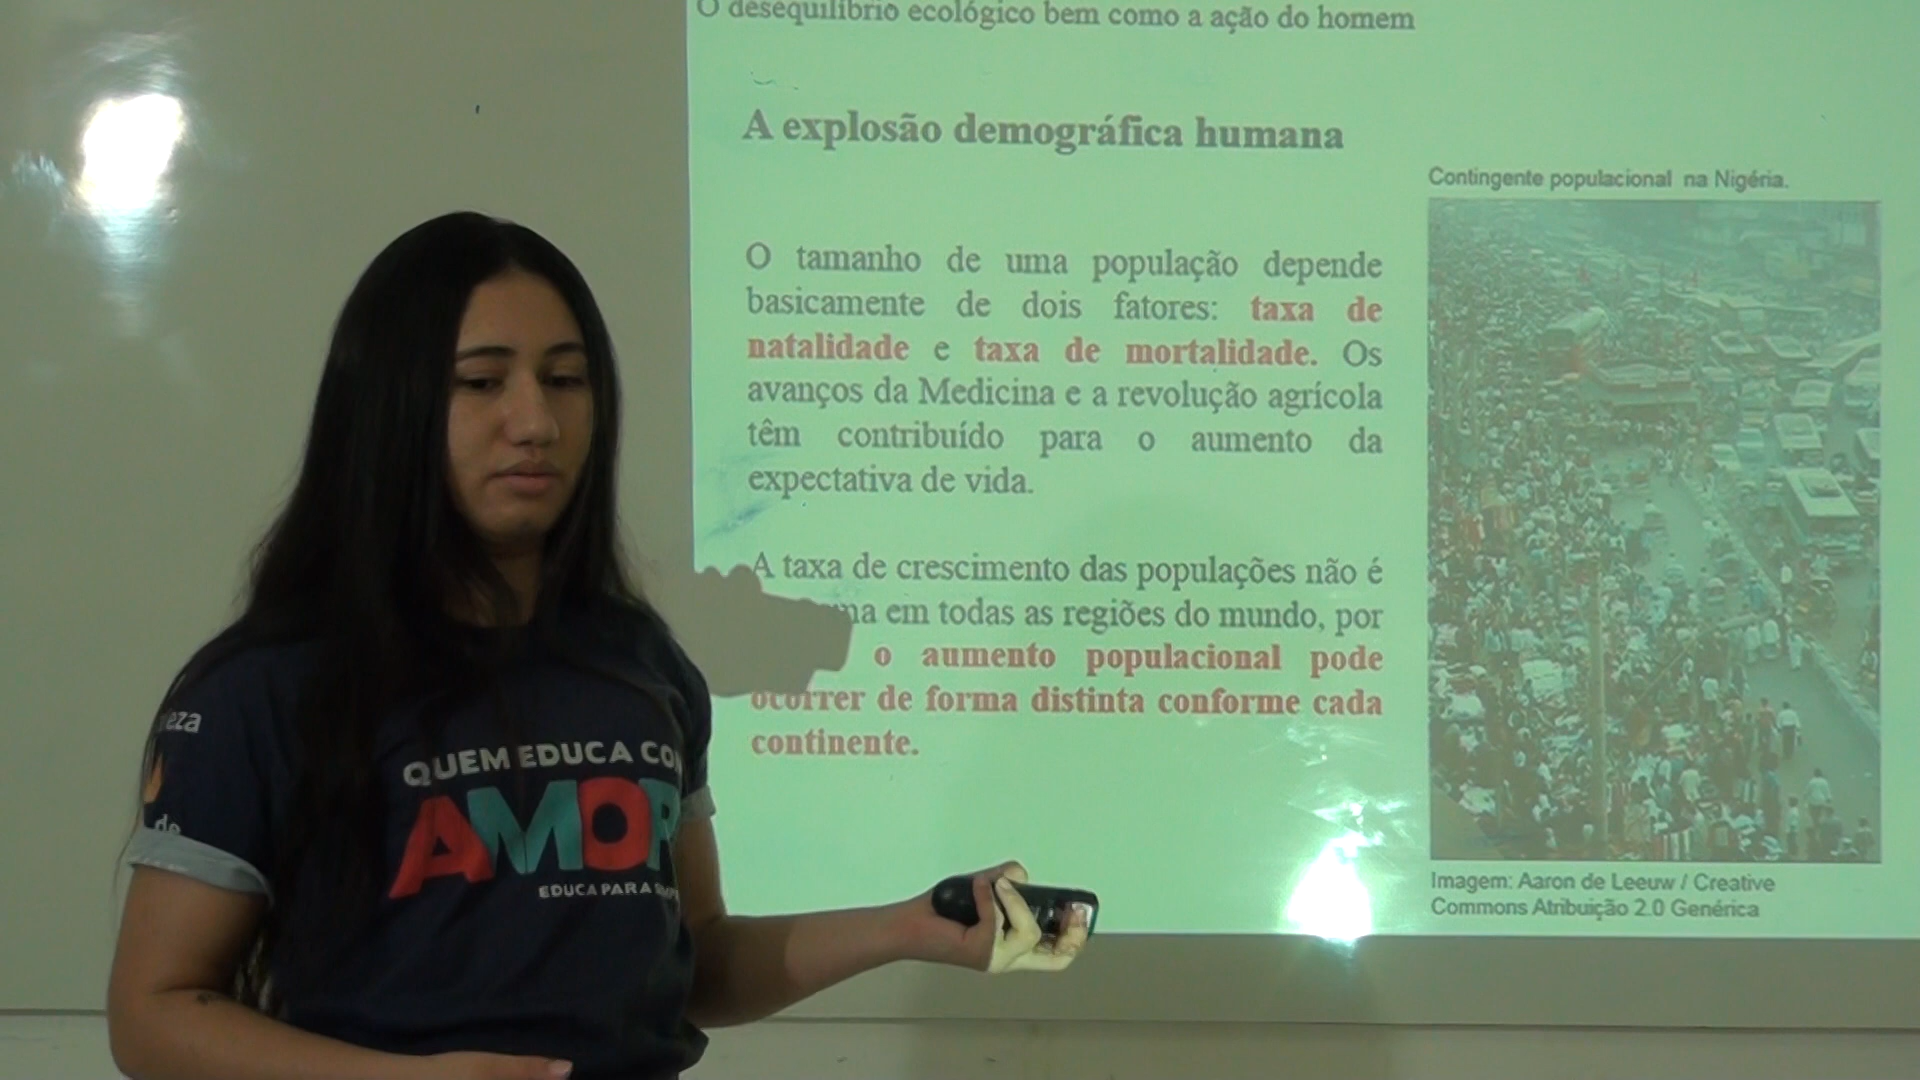 O desequilíbrio ecológico bem como a ação do homem
A explosão demográfica humana
Contingente populacional na Nigéria.
O tamanho de uma população depende
basicamente de dois fatores: taxa de
natalidade e taxa de mortalidade. Os
avanços da Medicina e a revolução agrícola
têm contribuído para o aumento da
expectativa de vida.
A taxa de crescimento das populações não é
em todas as regiões do mundo, por
o aumento populacional pode
ocorrer de forma distinta conforme cada
continente.
Imagem: Aaron de Leeuw / Creative
Commons Atribuição 2.0 Genérica
eza
de
QUEM EDUCA CO
AMOR
EDUCA PARA